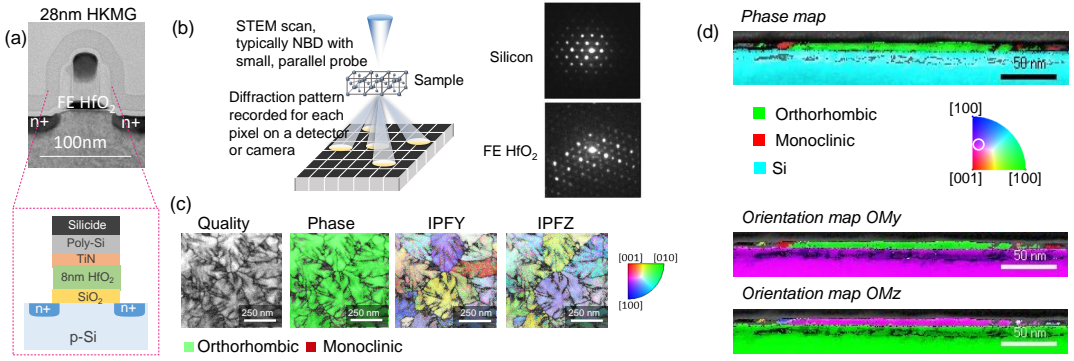 28nm HKMG
(a)
FE HfO₂
n+
n+
100nm
Silicide
Poly-Si
TiN
8nm HfO₂
SiO₂
n+
n+
p-Si
(b)
STEM scan,
typically NBD with
small, parallel probe
Sample
Diffraction pattern
recorded for each
pixel on a detector
or camera
Silicon
FE HfO₂
(c)
Quality
Phase
IPFY
IPFZ
250 nm
250 nm
250 nm
250 nm
[001] [010]
[100]
Orthorhombic
Monoclinic
(d)
Phase map
50 nm
Orthorhombic
Monoclinic
Si
[100]
[001]
[100]
Orientation map OMy
50 nm
Orientation map OMz
50 nm